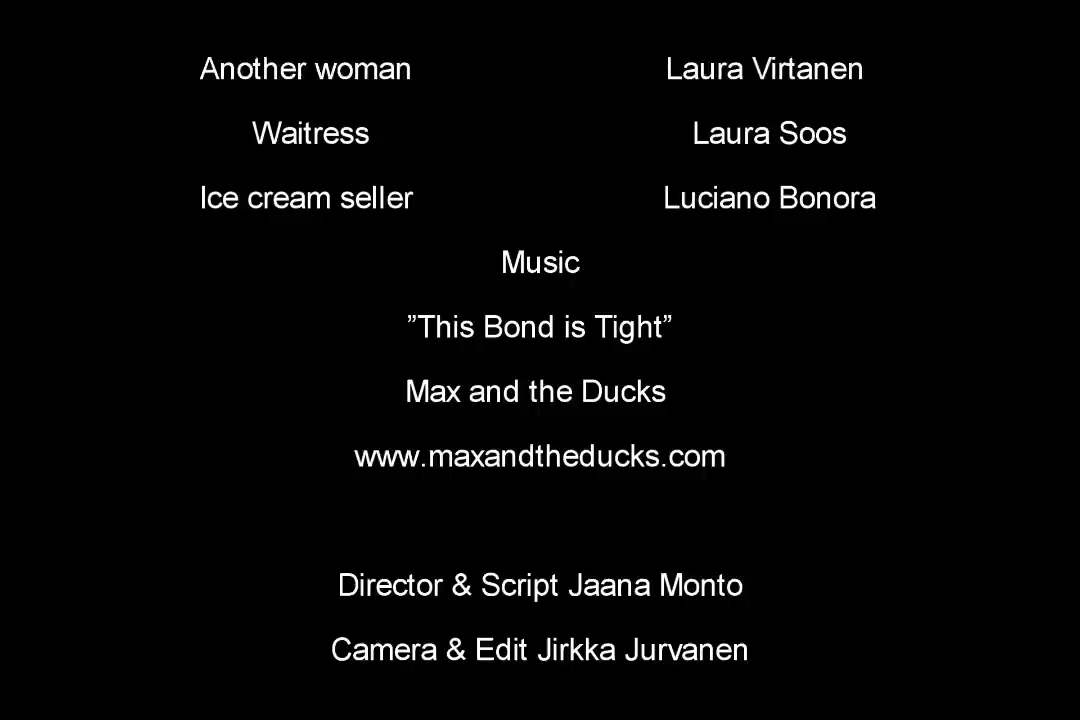 Another woman Laura Virtanen
Waitress Laura Soos
Ice cream seller Luciano Bonora
Music
”This Bond is Tight”
Max and the Ducks
www.maxandtheducks.com
Director & Script Jaana Monto
Camera & Edit Jirkka Jurvanen